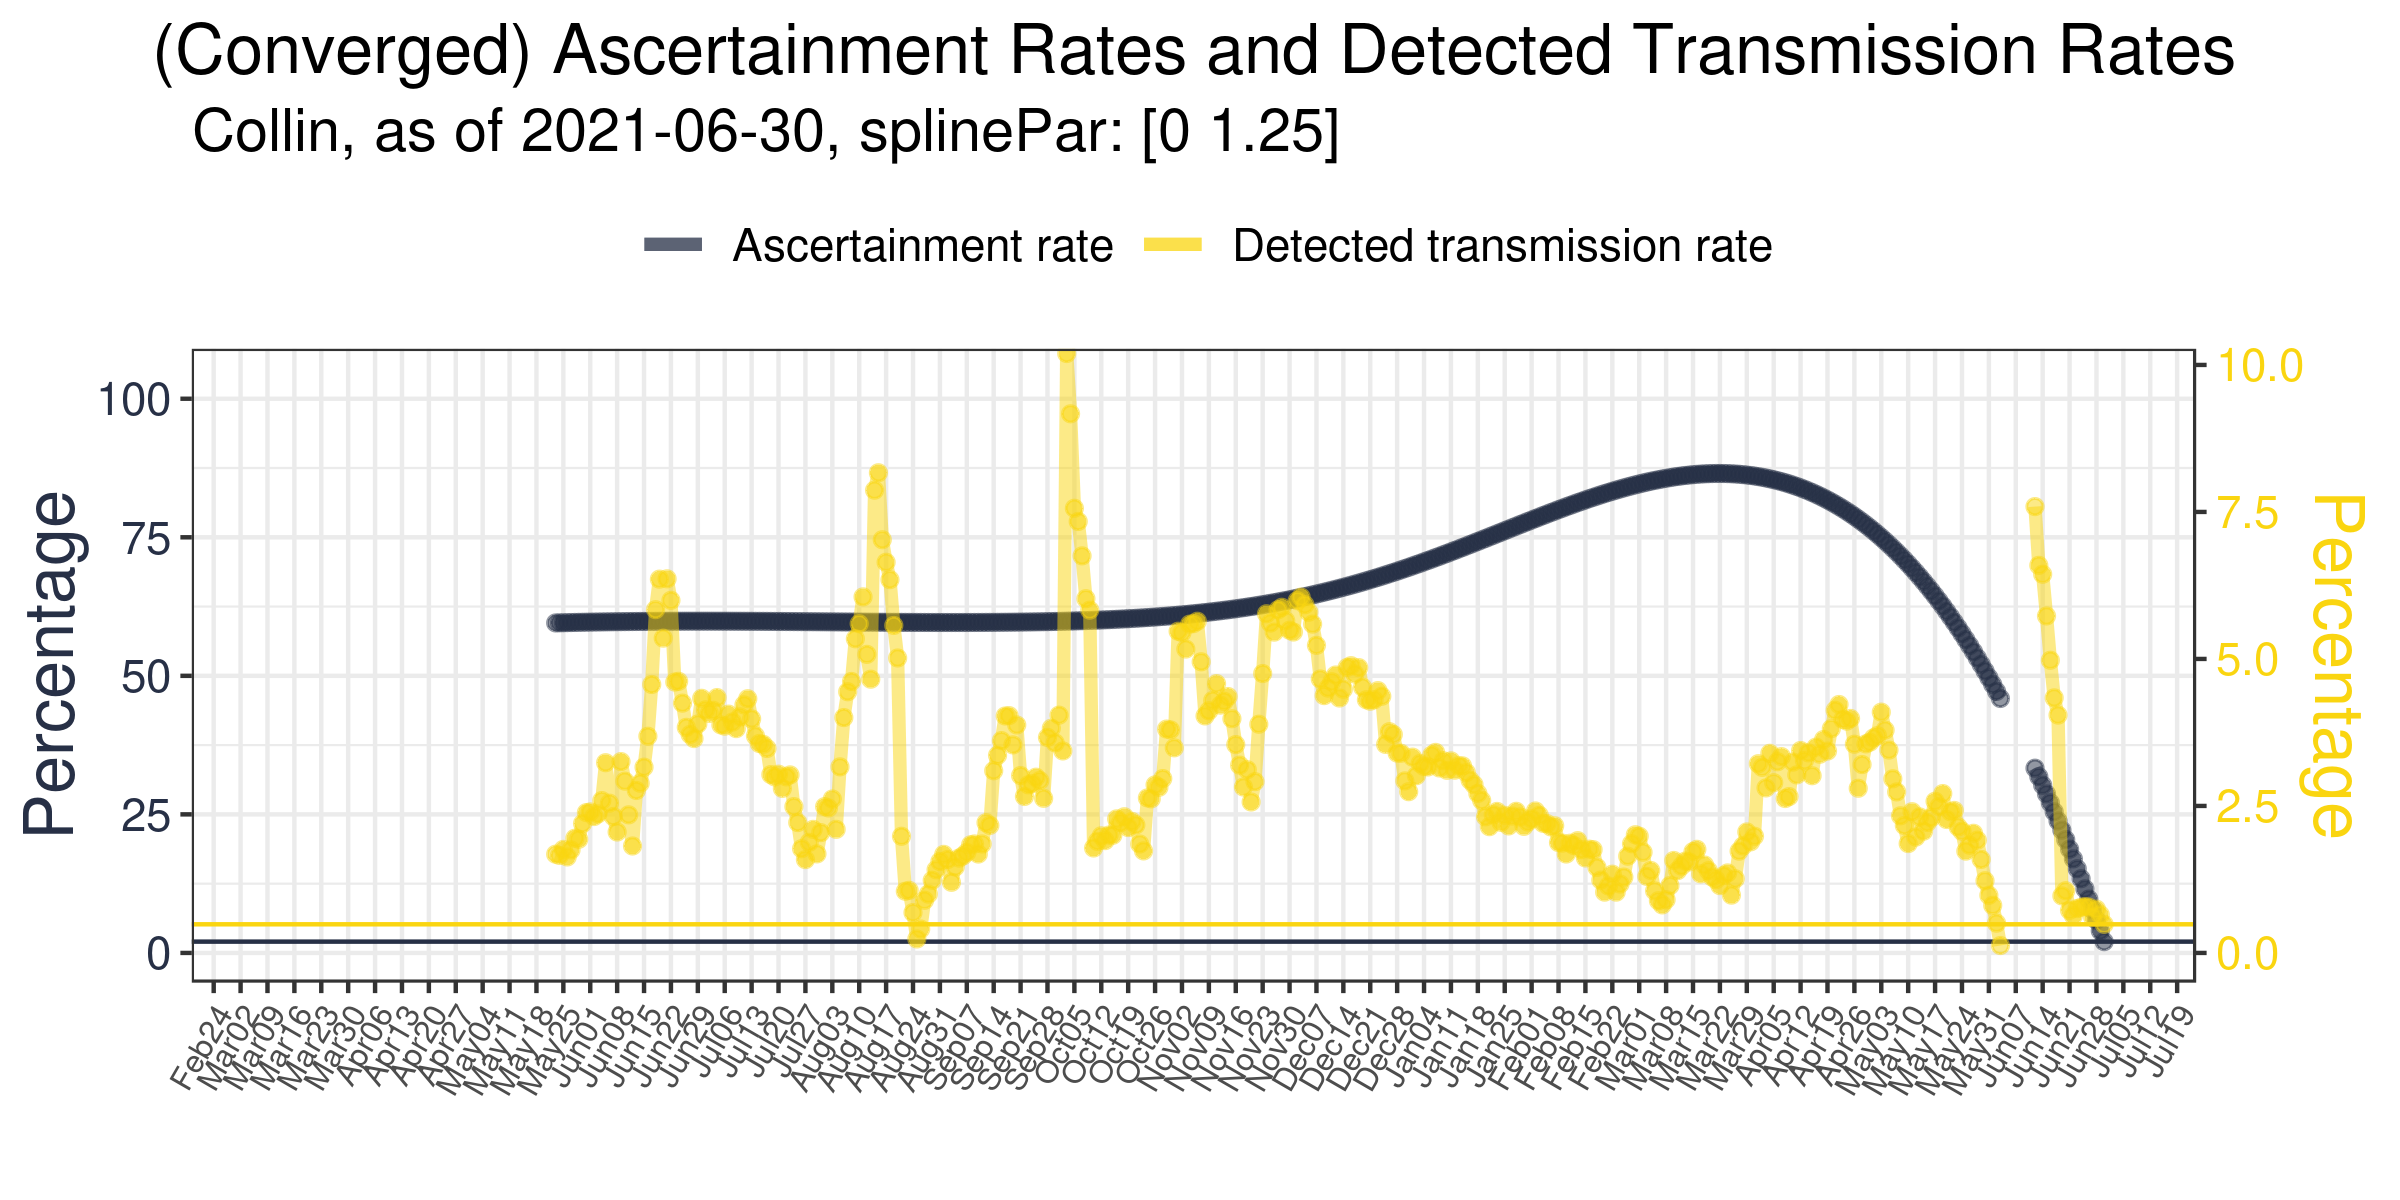 (Converged) Ascertainment Rates and Detected Transmission Rates
Collin, as of 2021-06-30, splinePar: [0 1.25]
Ascertainment rate
Detected transmission rate
Percentage
100
75
50
25
0
10.0
7.5
5.0
2.5
0.0
Percentage
Feb24
Mar02
Mar09
Mar16
Mar23
Mar30
Apr06
Apr13
Apr20
Apr27
May04
May11
May18
May25
Jun01
Jun08
Jun15
Jun22
Jun29
Jul06
Jul13
Jul20
Jul27
Aug03
Aug10
Aug17
Aug24
Aug31
Sep07
Sep14
Sep21
Sep28
Oct05
Oct12
Oct19
Oct26
Nov02
Nov09
Nov16
Nov23
Nov30
Dec07
Dec14
Dec21
Dec28
Jan04
Jan11
Jan18
Jan25
Feb01
Feb08
Feb15
Feb22
Mar01
Mar08
Mar15
Mar22
Mar29
Apr05
Apr12
Apr19
Apr26
May03
May10
May17
May24
May31
Jun07
Jun14
Jun21
Jun28
Jul05
Jul12
Jul19